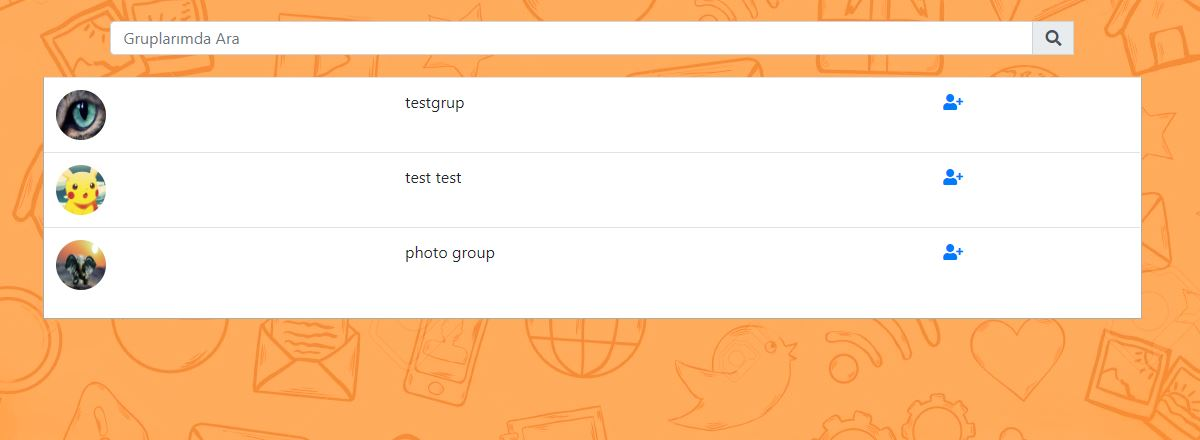 Gruplarımda Ara
testgrup
test test
photo group